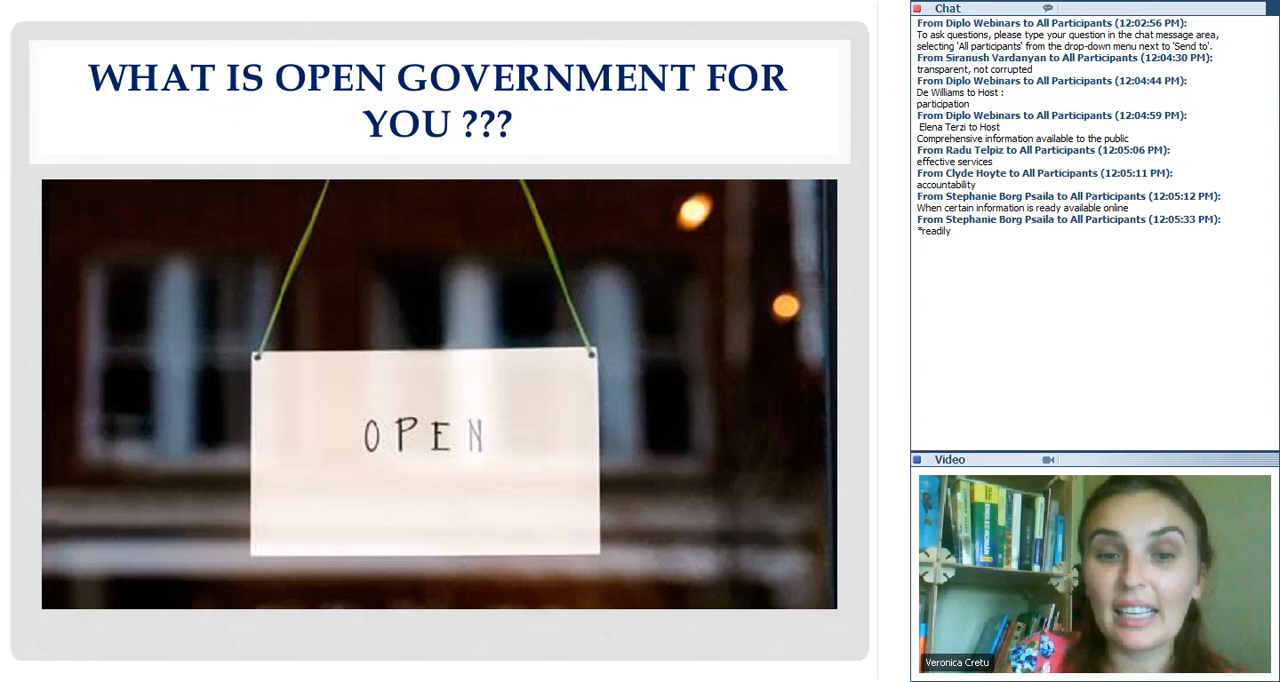 WHAT IS OPEN GOVERNMENT FOR
YOU ???
OPEN
Chat
From Diplo Webinars to All Participants (12:02:56 PM):
To ask questions, please type your question in the chat message area,
selecting 'All participants' from the drop-down menu next to 'Send to'.
From Siranush Vardanyan to All Participants (12:04:30 PM):
transparent, not corrupted
From Diplo Webinars to All Participants (12:04:44 PM):
De Williams to Host :
participation
From Diplo Webinars to All Participants (12:04:59 PM):
Elena Terzi to Host
Comprehensive information available to the public
From Radu Telpiz to All Participants (12:05:06 PM):
effective services
From Clyde Hoyte to All Participants (12:05:11 PM):
accountability
From Stephanie Borg Psaila to All Participants (12:05:12 PM):
When certain information is ready available online
From Stephanie Borg Psaila to All Participants (12:05:33 PM):
*readily
Video
Veronica Cretu